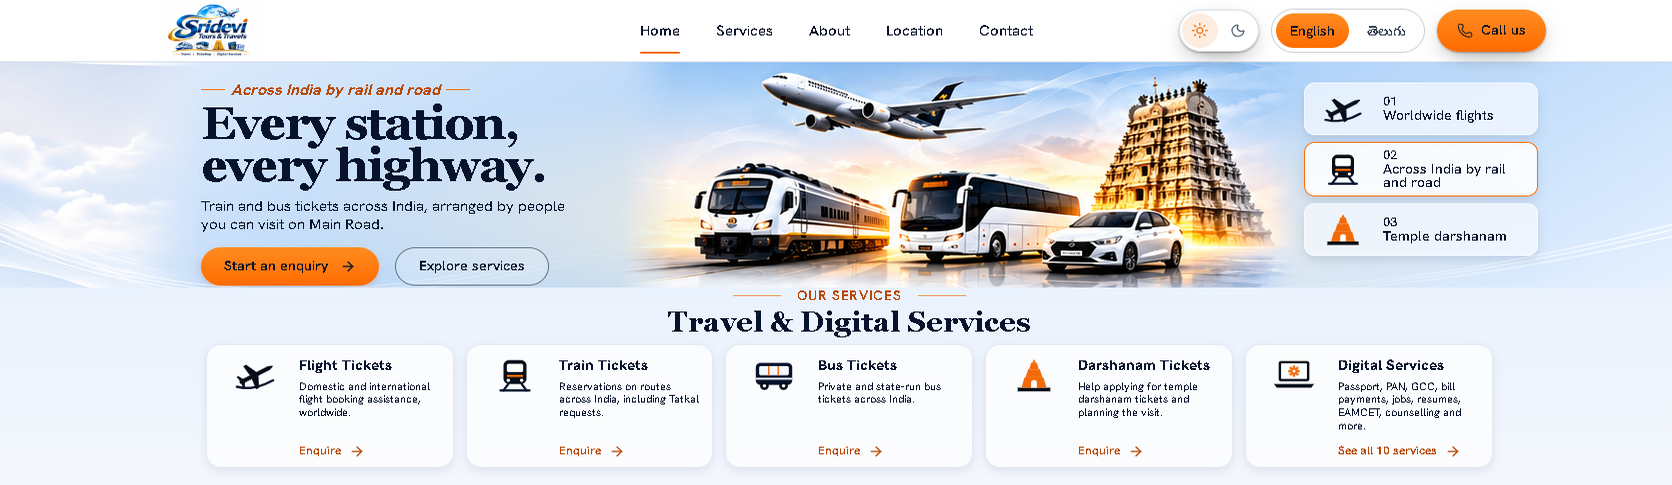 Sridevi
Tours & Travels
Home
Services
About
Location
Contact
English
తెలుగు
Call us
Across India by rail and road
Every station,
every highway.
Train and bus tickets across India, arranged by people
you can visit on Main Road.
Start an enquiry
Explore services
01
Worldwide flights
02
Across India by rail
and road
03
Temple darshanam
OUR SERVICES
Travel & Digital Services
Flight Tickets
Domestic and international
flight booking assistance,
worldwide.
Enquire
Train Tickets
Reservations on routes
across India, including Tatkal
requests.
Enquire
Bus Tickets
Private and state-run bus
tickets across India.
Enquire
Darshanam Tickets
Help applying for temple
darshanam tickets and
planning the visit.
Enquire
Digital Services
Passport, PAN, GCC, bill
payments, jobs, resumes,
EAMCET, counselling and
more.
See all 10 services